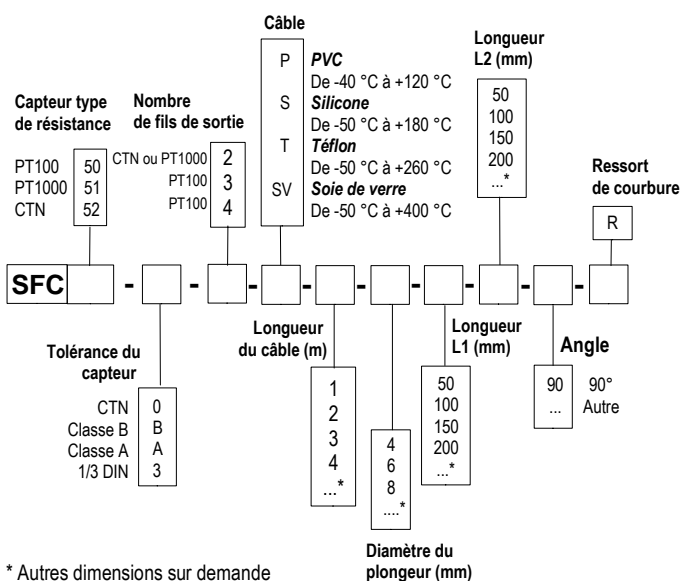 Câble
P PVC
De -40 °C à +120 °C
S Silicone
De -50 °C à +180 °C
T Téflon
De -50 °C à +260 °C
SV Soie de verre
De -50 °C à +400 °C
Longueur
L2 (mm)
50
100
150
200
...*
Capteur type
de résistance
PT100 50
PT1000 51
CTN 52
Nombre
de fils de sortie
CTN ou PT1000 2
PT100 3
PT100 4
Ressort
de courbure
R
SFC - - - - - - - - -
Tolérance du
capteur
CTN 0
Classe B B
Classe A A
1/3 DIN 3
Longueur
du câble (m)
1
2
3
4
...*
4
6
8
....*
Diamètre du
plongeur (mm)
Longueur
L1 (mm)
50
100
150
200
...*
Angle
90 90°
... Autre
* Autres dimensions sur demande